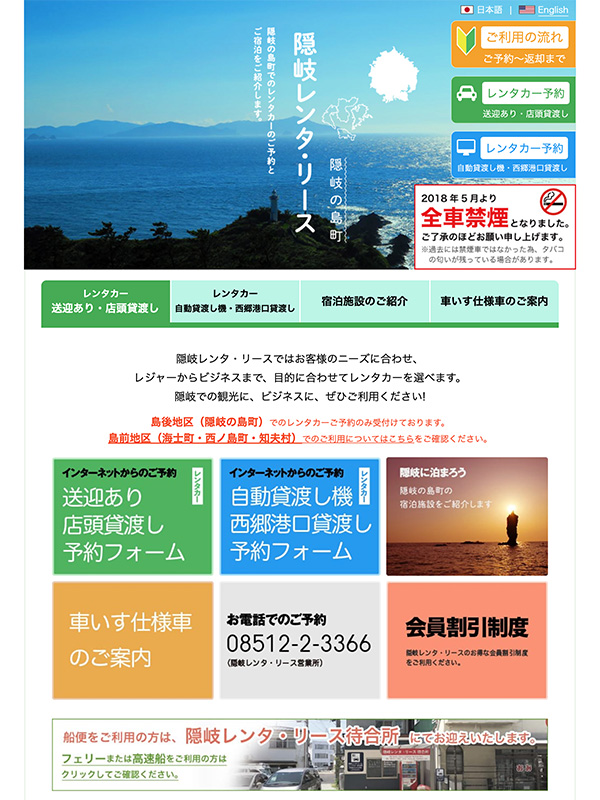 日本語 | English
隠岐レンタ・リース
隠岐の島町
隠岐の島町でのレンタカーのご予約と
ご宿泊をご紹介します。
ご利用の流れ
ご予約～返却まで
レンタカー予約
送迎あり・店頭貸渡し
レンタカー予約
自動貸渡し機・西郷港口貸渡し
2018年5月より
全車禁煙となりました。
ご了承のほどお願い申し上げます。
※過去には禁煙車ではなかった為、タバコ
の匂いが残っている場合があります。
レンタカー
送迎あり・店頭貸渡し
レンタカー
自動貸渡し機・西郷港口貸渡し
宿泊施設のご紹介
車いす仕様車のご案内
隠岐レンタ・リースではお客様のニーズに合わせ、
レジャーからビジネスまで、目的に合わせてレンタカーを選べます。
隠岐での観光に、ビジネスに、ぜひご利用ください!
島後地区（隠岐の島町）でのレンタカーご予約のみ受付けております。
島前地区（海士町・西ノ島町・知夫村）でのご利用についてはこちらをご確認ください。
インターネットからのご予約
レンタカー
送迎あり
店頭貸渡し
予約フォーム
インターネットからのご予約
レンタカー
自動貸渡し機
西郷港口貸渡し
予約フォーム
隠岐に泊まろう
隠岐の島町の
宿泊施設をご紹介します
車いす仕様車
のご案内
お電話でのご予約
08512-2-3366
（隠岐レンタ・リース営業所）
会員割引制度
隠岐レンタ・リースのお得な会員割引制度
をご利用ください。
船便をご利用の方は、隠岐レンタ・リース待合所 にてお迎えいたします。
フェリーまたは高速船をご利用の方は
クリックしてご確認ください。